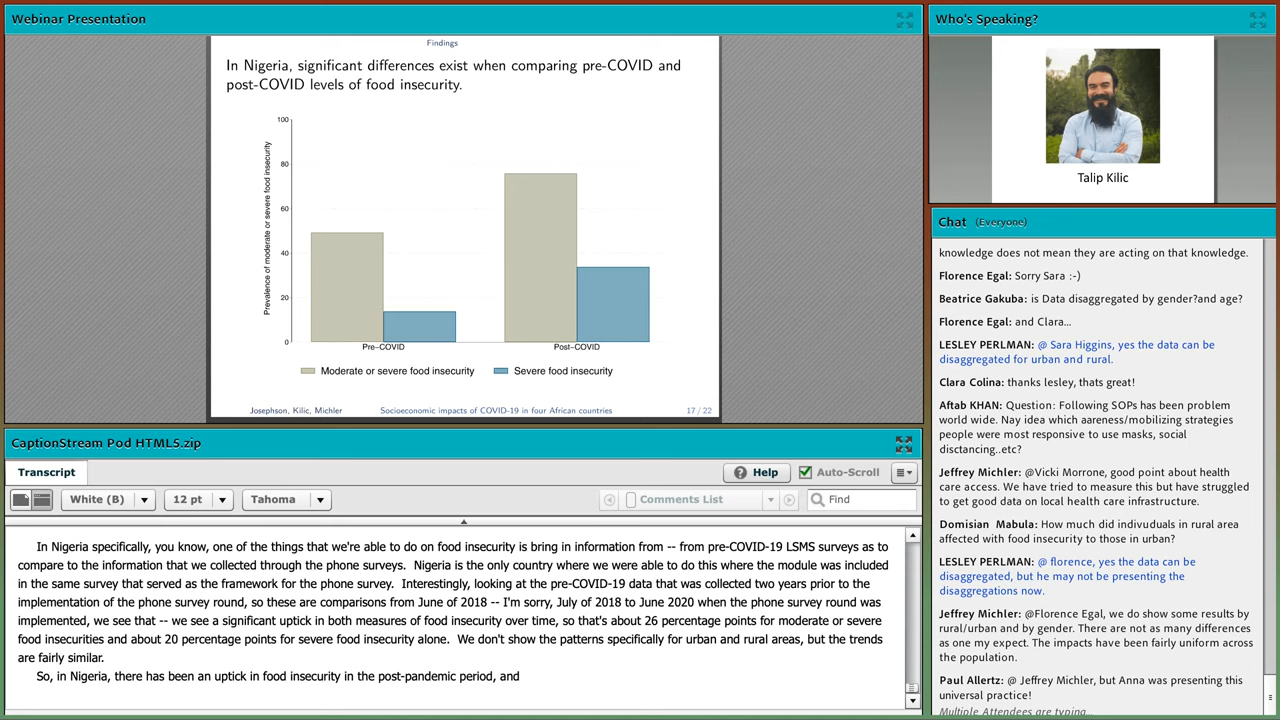 Webinar Presentation
Findings
In Nigeria, significant differences exist when comparing pre-COVID and
post-COVID levels of food insecurity.
Prevalence of moderate or severe food insecurity
100
80
60
40
20
0
Pre-COVID
Post-COVID
Moderate or severe food insecurity
Severe food insecurity
Josephson, Kilic, Michler
Socioeconomic impacts of COVID-19 in four African countries
17 / 22
Who's Speaking?
Talip Kilic
Chat (Everyone)
knowledge does not mean they are acting on that knowledge.
Florence Egal: Sorry Sara :-)
Beatrice Gakuba: is Data disaggregated by gender?and age?
Florence Egal: and Clara...
LESLEY PERLMAN: @ Sara Higgins, yes the data can be
disaggregated for urban and rural.
Clara Colina: thanks lesley, thats great!
Aftab KHAN: Question: Following SOPs has been problem
world wide. Nay idea which aareness/mobilizing strategies
people were most responsive to use masks, social
disctancing..etc?
Jeffrey Michler: @Vicki Morrone, good point about health
care access. We have tried to measure this but have struggled
to get good data on local health care infrastructure.
Domisian Mabula: How much did indivuduals in rural area
affected with food insecurity to those in urban?
LESLEY PERLMAN: @ florence, yes the data can be
disaggregated, but he may not be presenting the
disaggregations now.
Jeffrey Michler: @Florence Egal, we do show some results by
rural/urban and by gender. There are not as many differences
as one my expect. The impacts have been fairly uniform across
the population.
Paul Allertz: @ Jeffrey Michler, but Anna was presenting this
universal practice!
Multiple Attendees are typing...
CaptionStream Pod HTML5.zip
Transcript
Help
Auto-Scroll
White (B)
12 pt
Tahoma
Comments List
Find
In Nigeria specifically, you know, one of the things that we're able to do on food insecurity is bring in information from -- from pre-COVID-19 LSMS surveys as to
compare to the information that we collected through the phone surveys. Nigeria is the only country where we were able to do this where the module was included
in the same survey that served as the framework for the phone survey. Interestingly, looking at the pre-COVID-19 data that was collected two years prior to the
implementation of the phone survey round, so these are comparisons from June of 2018 -- I'm sorry, July of 2018 to June 2020 when the phone survey round was
implemented, we see that -- we see a significant uptick in both measures of food insecurity over time, so that's about 26 percentage points for moderate or severe
food insecurities and about 20 percentage points for severe food insecurity alone. We don't show the patterns specifically for urban and rural areas, but the trends
are fairly similar.
So, in Nigeria, there has been an uptick in food insecurity in the post-pandemic period, and